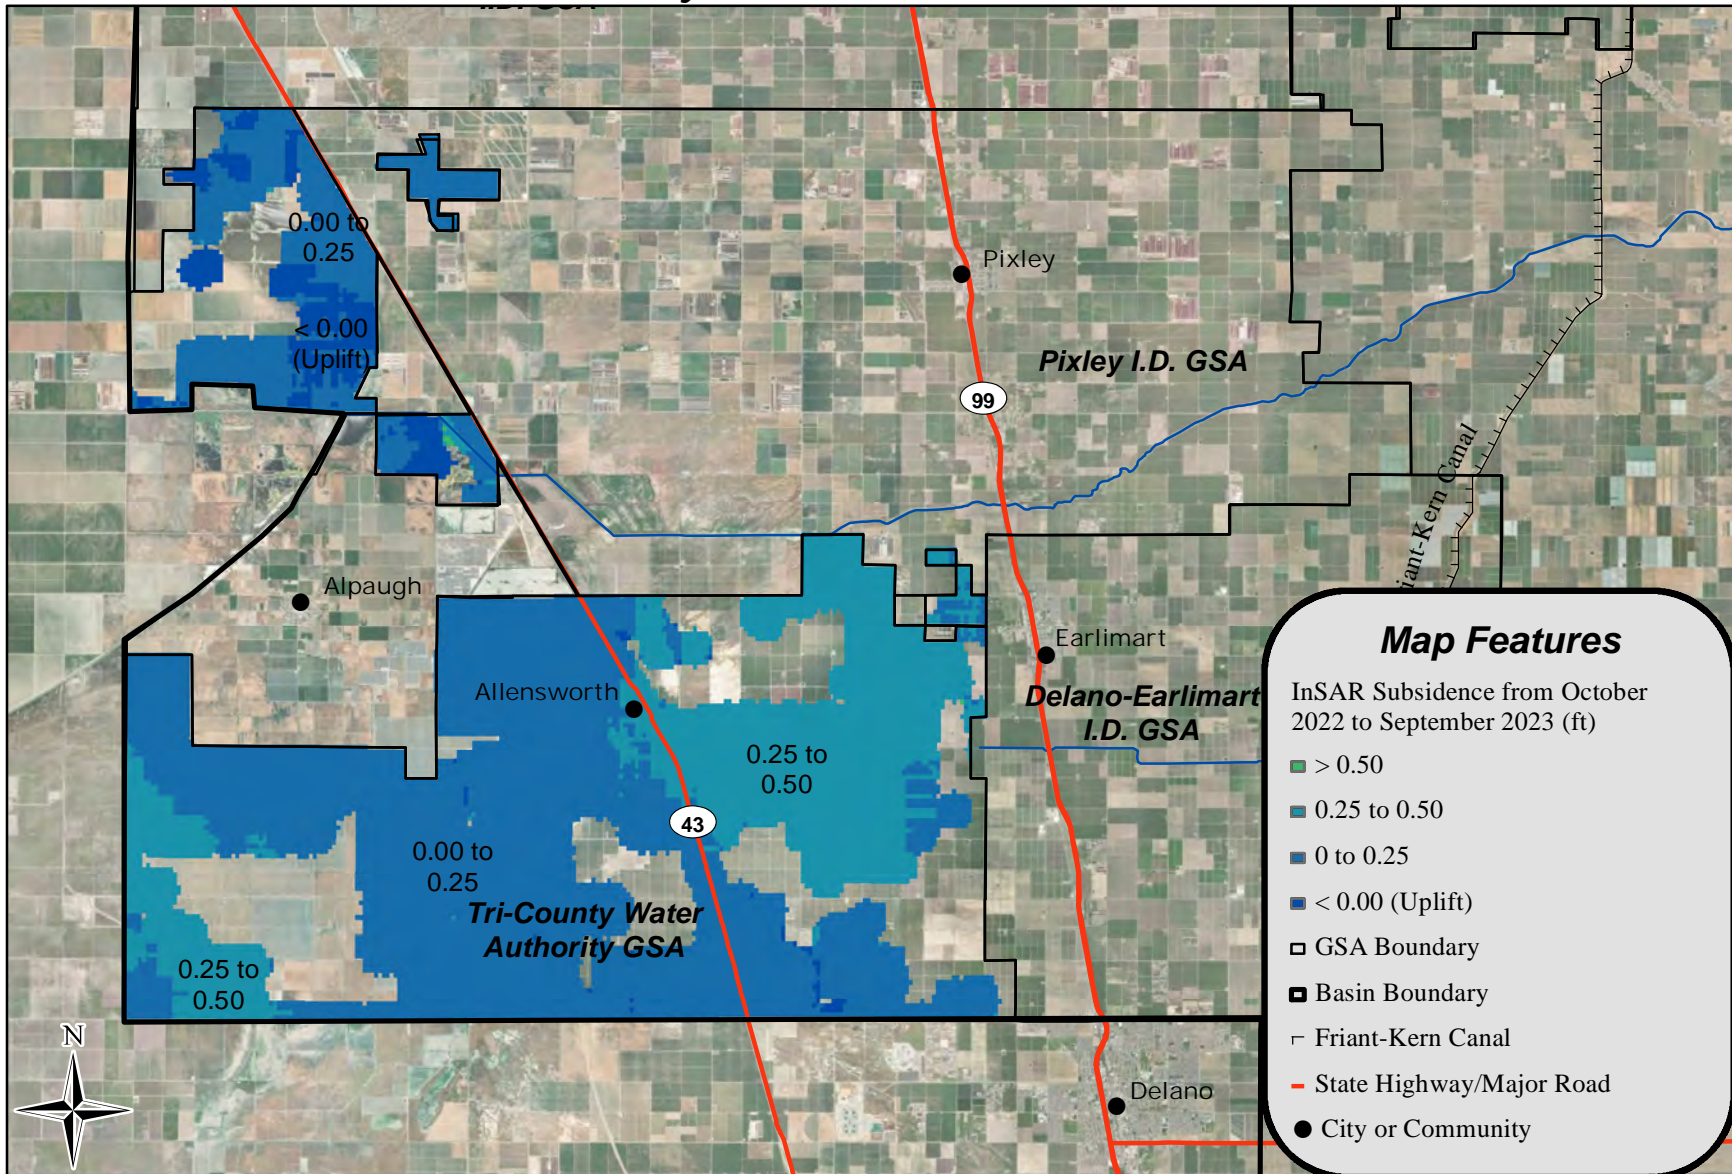 0.00 to
0.25
< 0.00
(Uplift)
Pixley
Pixley I.D. GSA
99
Alpaugh
Earlimart
Allensworth
Delano-Earlimart
I.D. GSA
0.25 to
0.50
43
0.00 to
0.25
Tri-County Water
Authority GSA
0.25 to
0.50
N
Delano
iant-Kern Canal
Map Features
InSAR Subsidence from October
2022 to September 2023 (ft)
> 0.50
0.25 to 0.50
0 to 0.25
< 0.00 (Uplift)
GSA Boundary
Basin Boundary
Friant-Kern Canal
State Highway/Major Road
City or Community